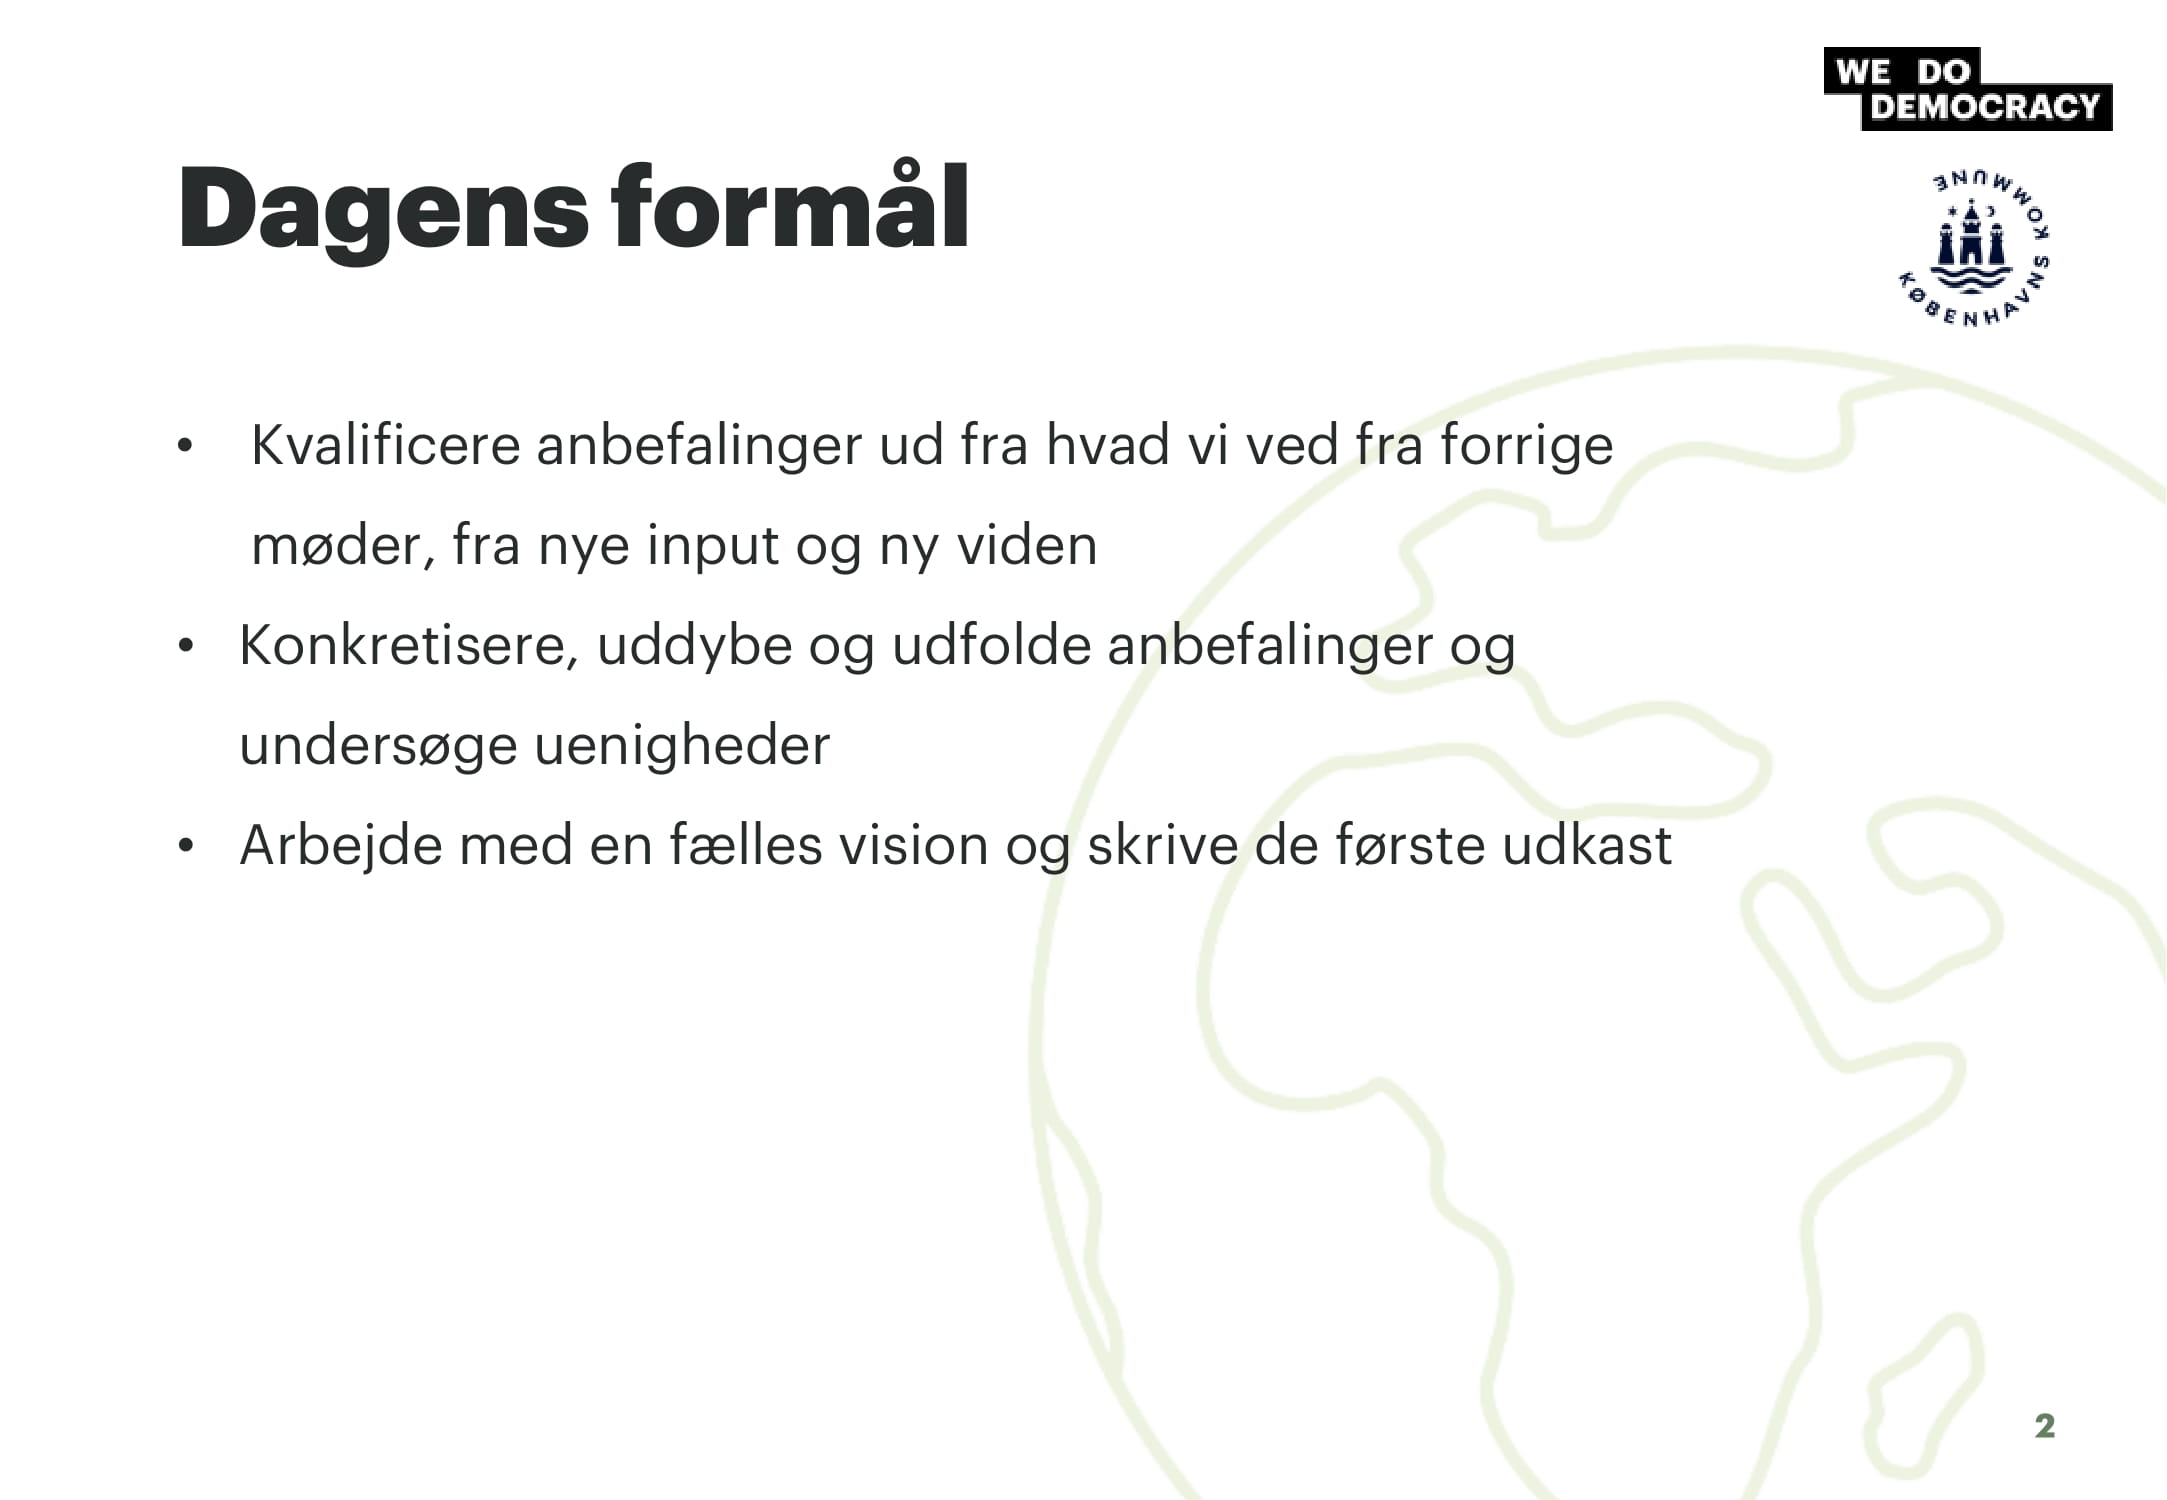 WE DO
DEMOCRACY
KØBENHAVNS KOMMUNE
Dagens formål
• Kvalificere anbefalinger ud fra hvad vi ved fra forrige
møder, fra nye input og ny viden
• Konkretisere, uddybe og udfolde anbefalinger og
undersøge uenigheder
• Arbejde med en fælles vision og skrive de første udkast
2